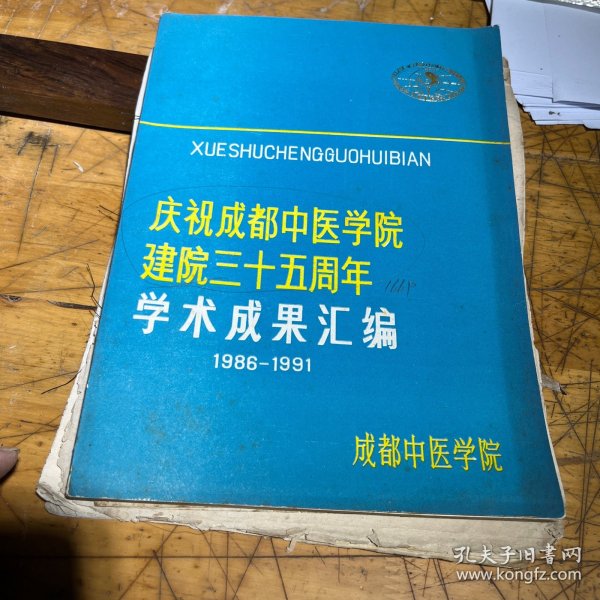 XUESHUCHENGGUOHUIBIAN
庆祝成都中医学院
建院三十五周年
学术成果汇编
1986-1991
成都中医学院
孔夫子旧书网
www.kongfz.com